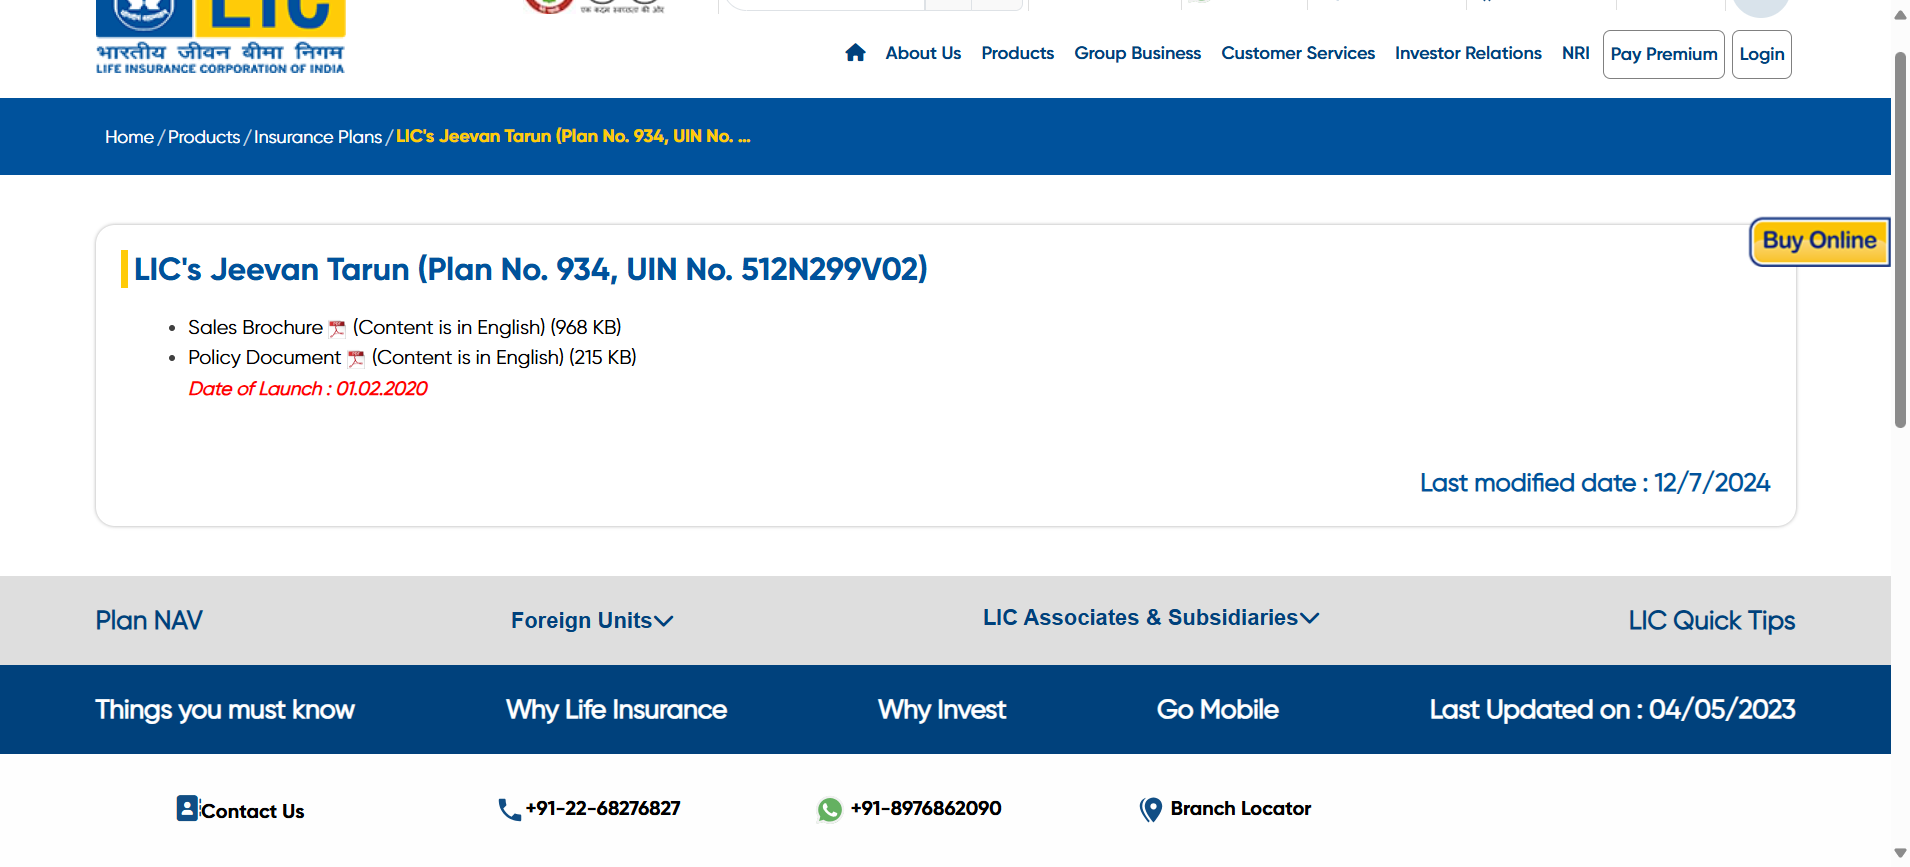 LIC
भारतीय जीवन बीमा निगम
LIFE INSURANCE CORPORATION OF INDIA
एक कदम स्वच्छता की ओर
About Us Products Group Business Customer Services Investor Relations NRI Pay Premium Login
Home / Products / Insurance Plans / LIC's Jeevan Tarun (Plan No. 934, UIN No. ...
Buy Online
LIC's Jeevan Tarun (Plan No. 934, UIN No. 512N299V02)
• Sales Brochure (Content is in English) (968 KB)
• Policy Document (Content is in English) (215 KB)
Date of Launch : 01.02.2020
Last modified date : 12/7/2024
Plan NAV Foreign Units LIC Associates & Subsidiaries LIC Quick Tips
Things you must know Why Life Insurance Why Invest Go Mobile Last Updated on : 04/05/2023
Contact Us +91-22-68276827 +91-8976862090 Branch Locator